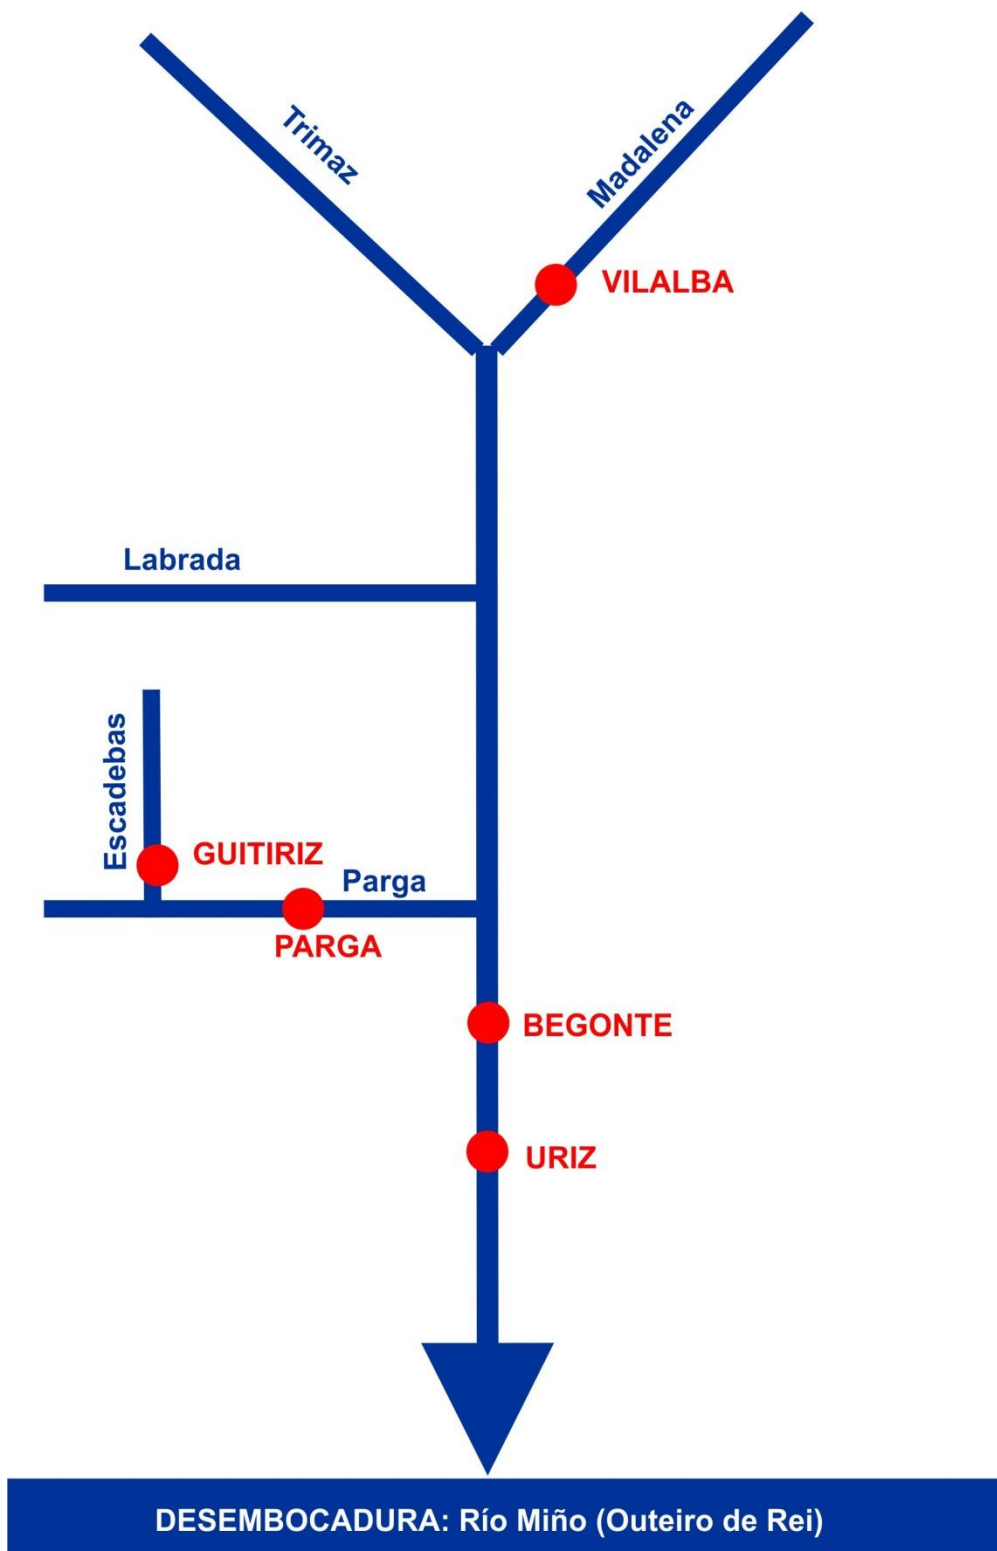 Trimaz
Madalena
VILALBA
Labrada
Escadebas
GUITIRIZ
Parga
PARGA
BEGONTE
URIZ
DESEMBOCADURA: Río Miño (Outeiro de Rei)